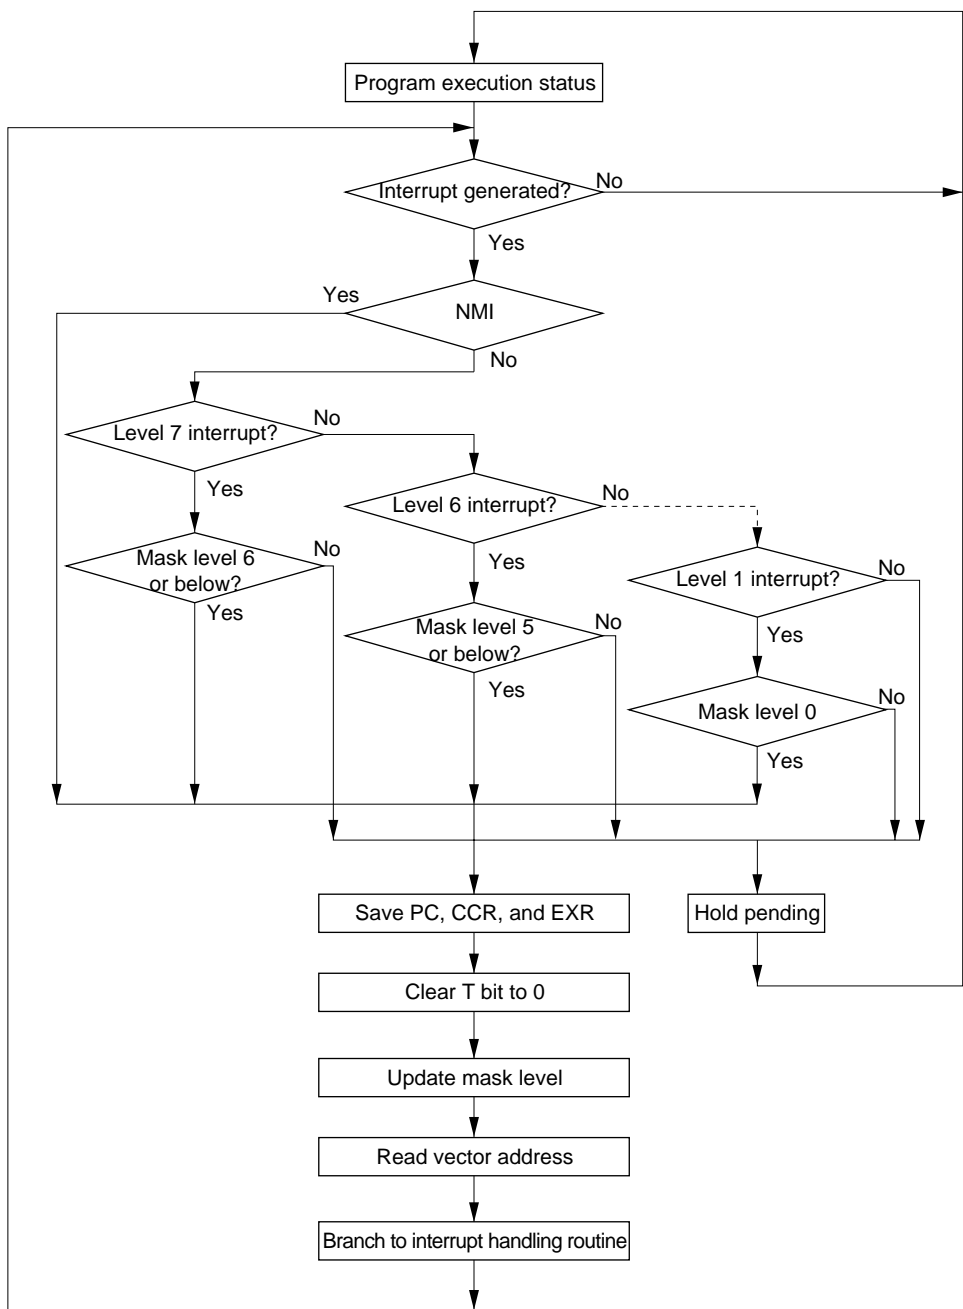 Program execution status
Interrupt generated?
No
Yes
Yes
NMI
No
Level 7 interrupt?
No
Yes
Level 6 interrupt?
No
Mask level 6
or below?
No
Yes
Yes
Level 1 interrupt?
No
Mask level 5
or below?
No
Yes
Yes
Mask level 0
No
Yes
Save PC, CCR, and EXR
Hold pending
Clear T bit to 0
Update mask level
Read vector address
Branch to interrupt handling routine